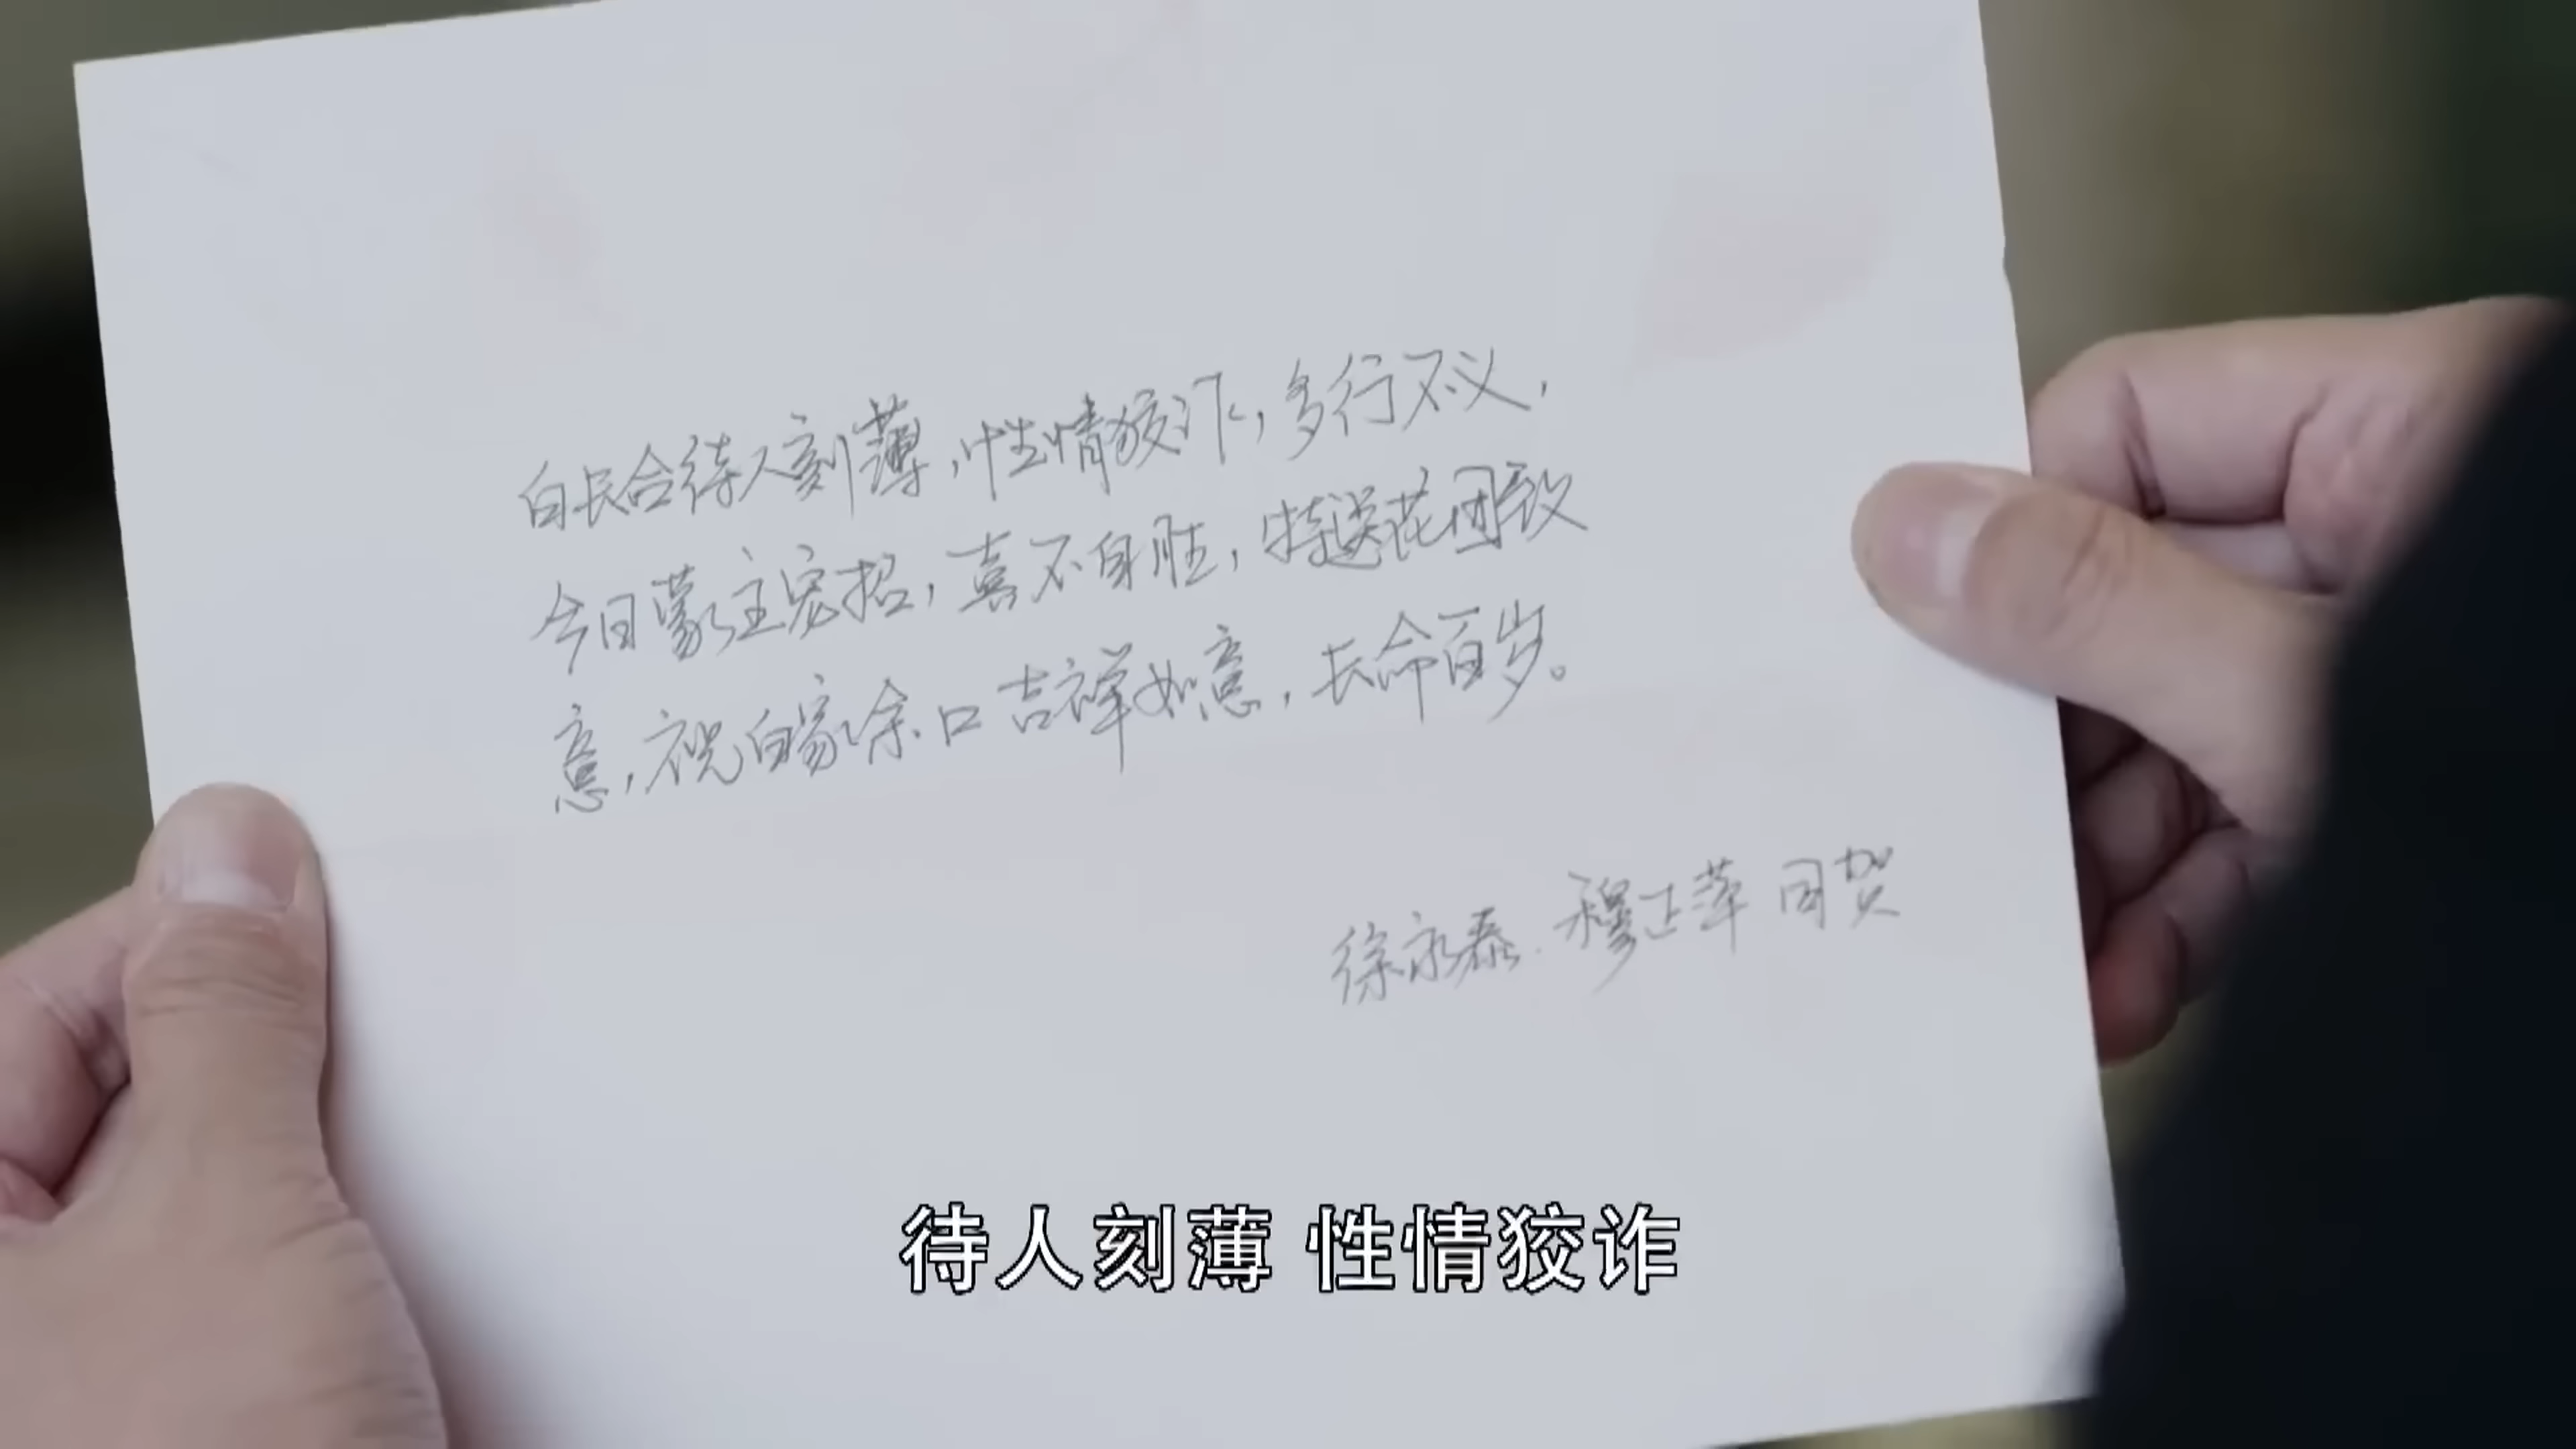 白长合待人刻薄，性情狡诈，多行不义，
今日蒙主宠招，喜不自胜，特送花团致
意，祝白家余口吉祥如意，长命百岁。
徐永泰、穆正萍 同贺
待人刻薄 性情狡诈